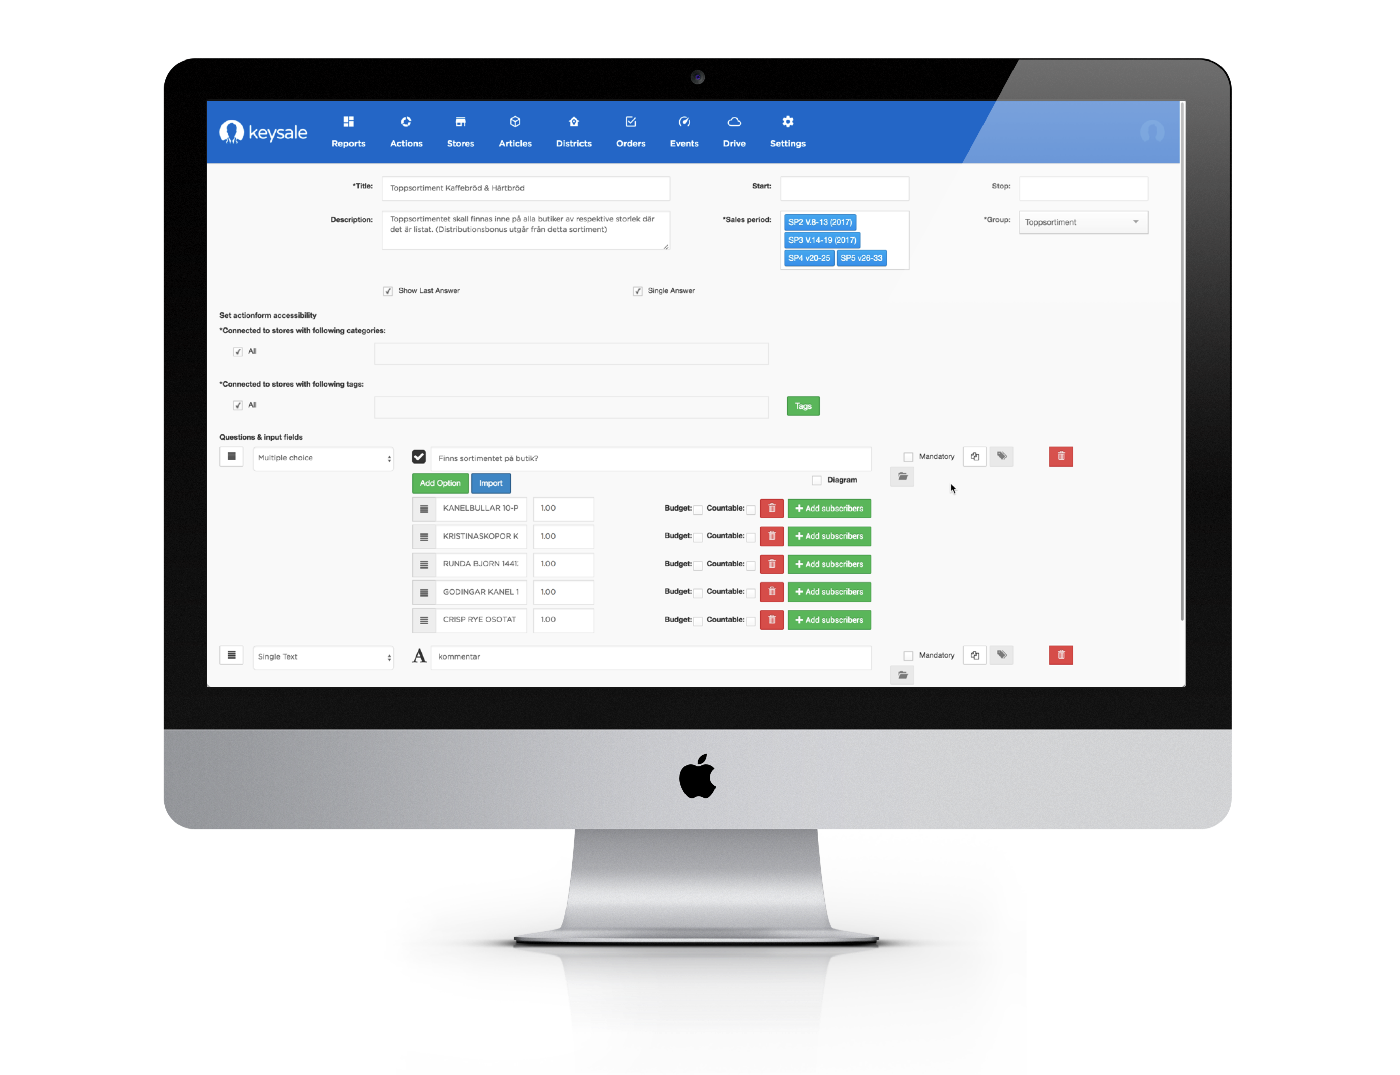 keysale
Reports Actions Stores Articles Districts Orders Events Drive Settings
*Title: Toppsortiment Kaffebröd & Hårtbröd Start: Stop:
Description: Toppsortimentet skall finnas inne på alla butiker av respektive storlek där
det är listat. (Distributionsbonus utgår från detta sortiment)
*Sales period: SP2 V.8-13 (2017)
SP3 V.14-19 (2017)
SP4 v20-25 SP5 v26-33
*Group: Toppsortiment
Show Last Answer Single Answer
Set actionform accessibility
*Connected to stores with following categories:
All
*Connected to stores with following tags:
All Tags
Questions & input fields
Multiple choice Finns sortimentet på butik? Mandatory
Add Option Import Diagram
KANELBULLAR 10-P 1.00 Budget: Countable: Add subscribers
KRISTINASKOPOR K 1.00 Budget: Countable: Add subscribers
RUNDA BJORN 1441 1.00 Budget: Countable: Add subscribers
GODINGAR KANEL 1 1.00 Budget: Countable: Add subscribers
CRISP RYE OSOTAT 1.00 Budget: Countable: Add subscribers
Single Text A kommentar Mandatory